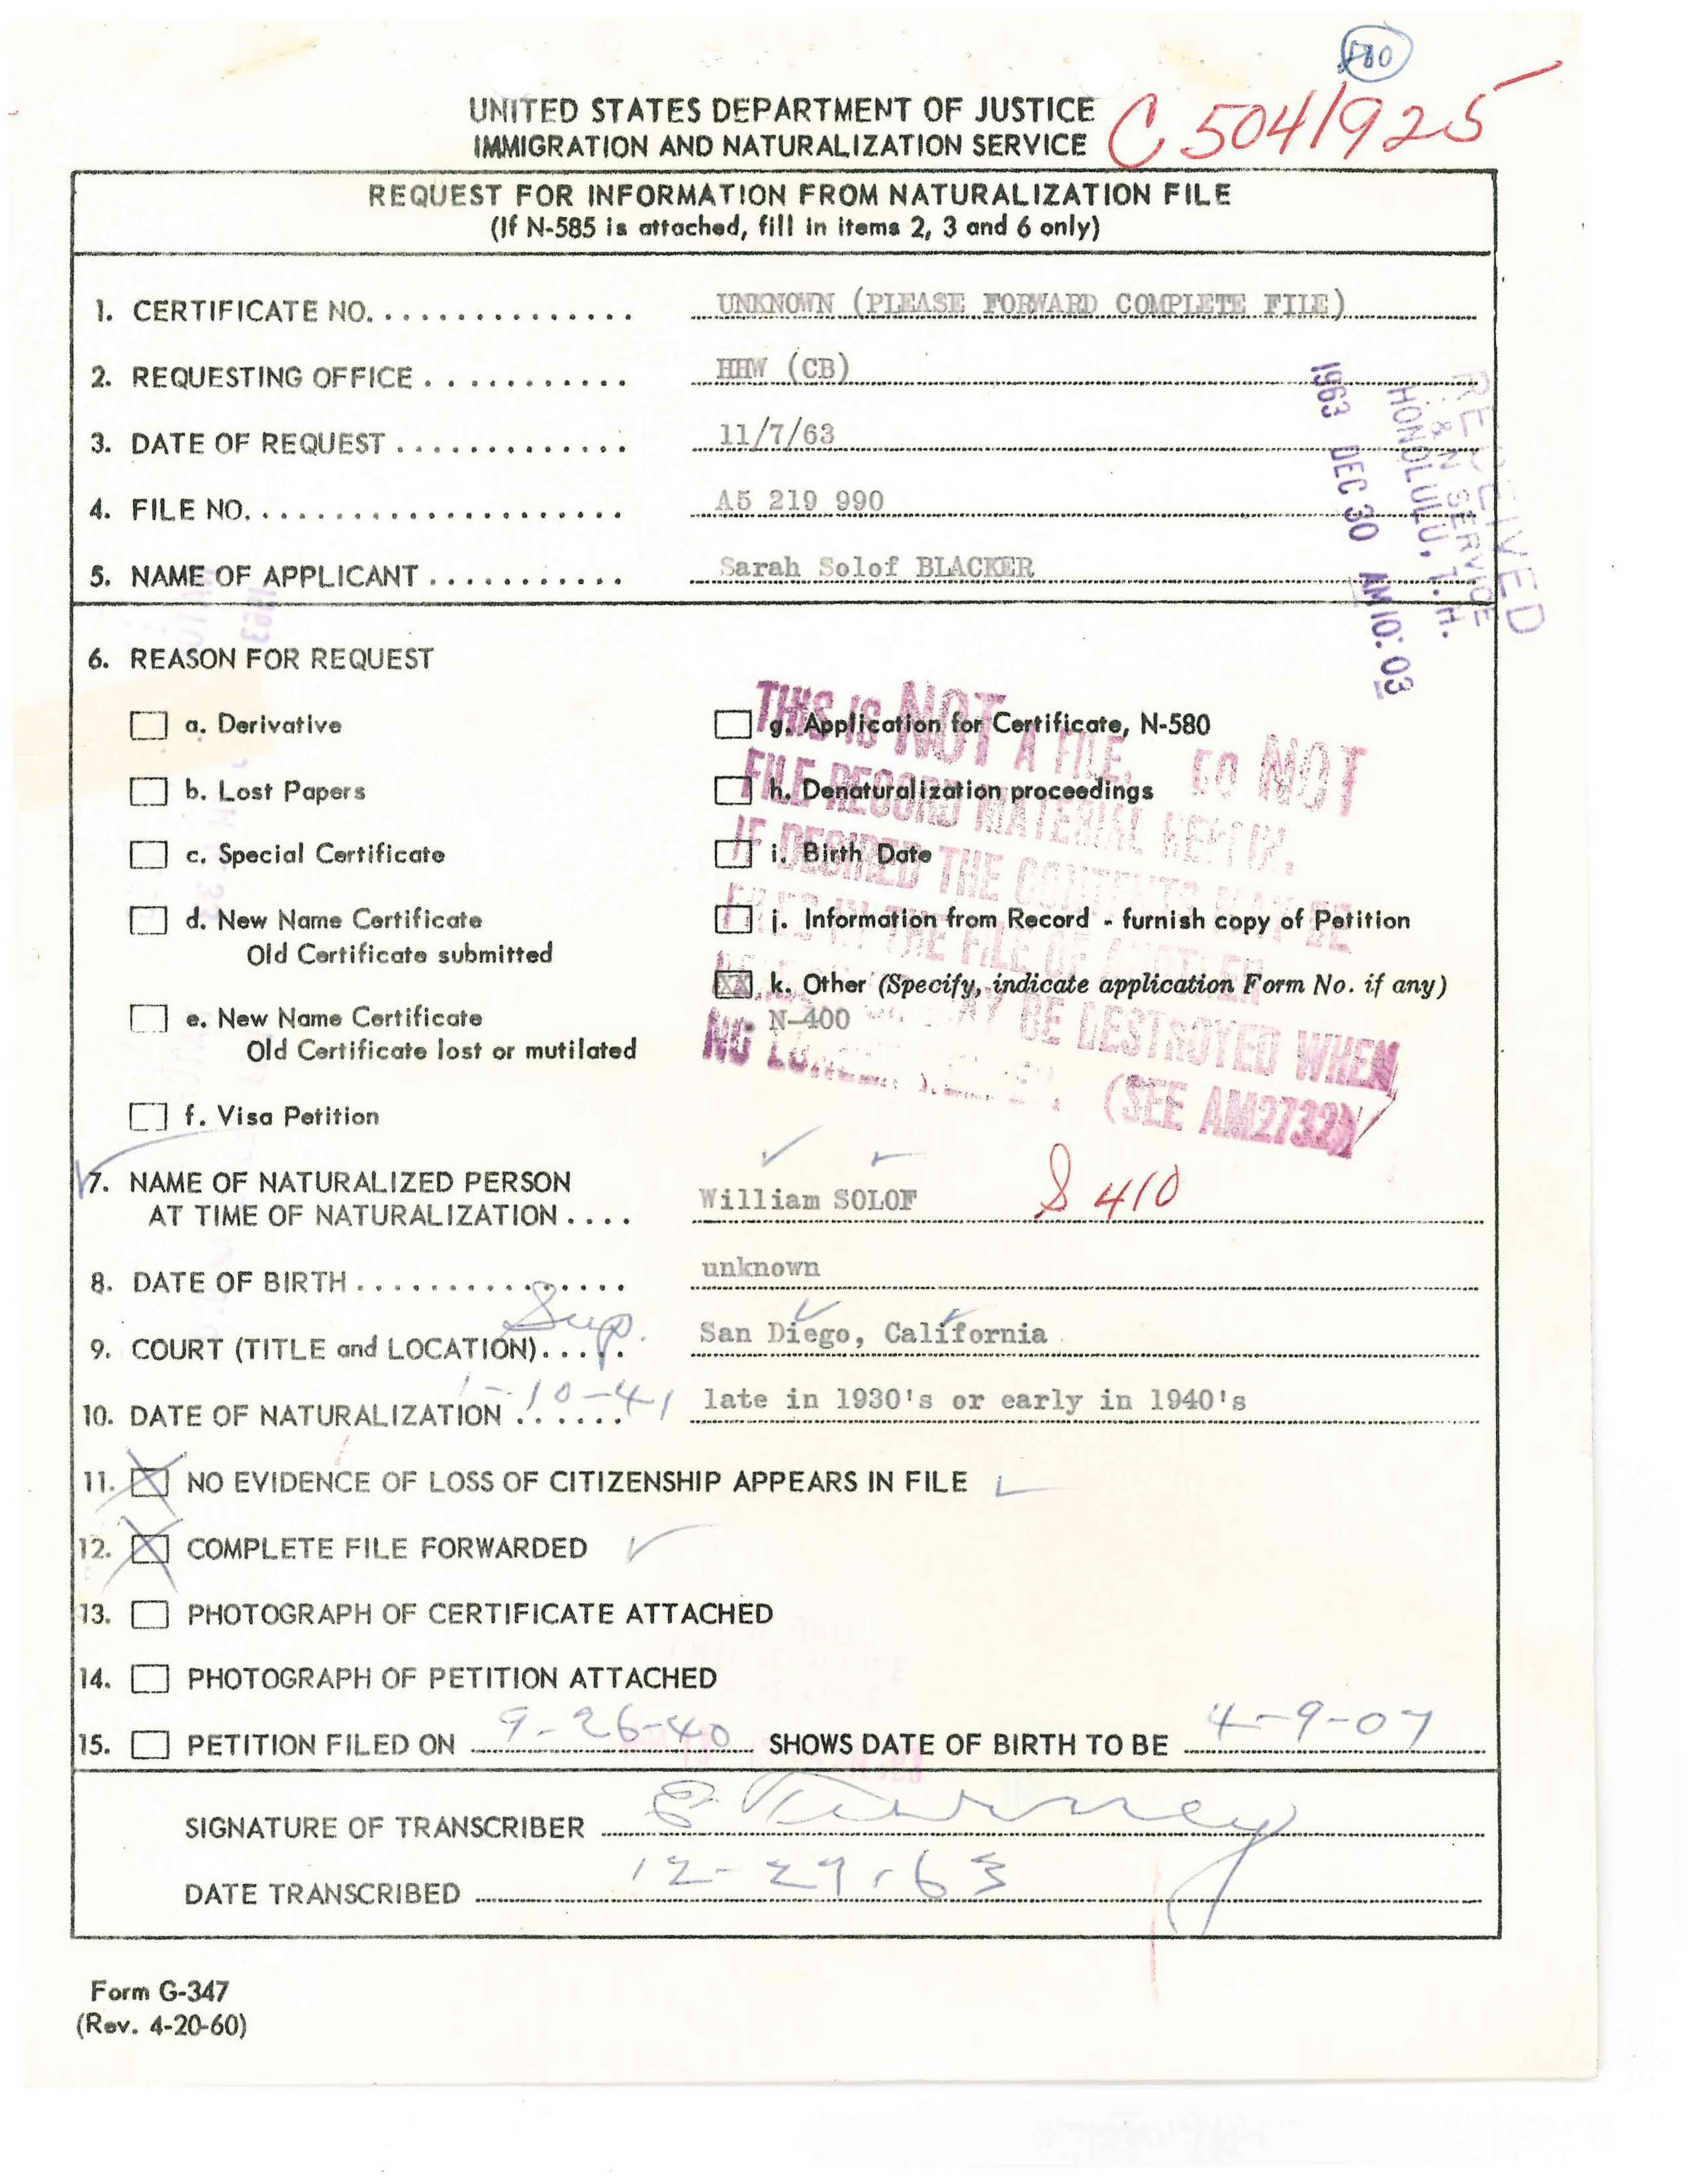 580
UNITED STATES DEPARTMENT OF JUSTICE
IMMIGRATION AND NATURALIZATION SERVICE
C 5041925
REQUEST FOR INFORMATION FROM NATURALIZATION FILE
(If N-585 is attached, fill in items 2, 3 and 6 only)
1. CERTIFICATE NO. . . . . . . . . . . . . . . . UNKNOWN (PLEASE FORWARD COMPLETE FILE)
2. REQUESTING OFFICE . . . . . . . . . . . HHW (CB)
3. DATE OF REQUEST . . . . . . . . . . . . . 11/7/63
4. FILE NO. . . . . . . . . . . . . . . . . . . . . . A5 219 990
5. NAME OF APPLICANT . . . . . . . . . . . Sarah Solof BLACKER
RECEIVED
I. & N SERVICE
HONOLULU, T.H.
1963 DEC 30 AM 10: 03
6. REASON FOR REQUEST
a. Derivative
b. Lost Papers
c. Special Certificate
d. New Name Certificate
Old Certificate submitted
e. New Name Certificate
Old Certificate lost or mutilated
f. Visa Petition
g. Application for Certificate, N-580
h. Denaturalization proceedings
i. Birth Date
j. Information from Record - furnish copy of Petition
XX k. Other (Specify, indicate application Form No. if any)
N-400
THIS IS NOT A FILE. DO NOT
FILE RECORD MATERIAL HEREIN.
IF DESIRED THE CONTENTS MAY BE
FILED IN THE FILE OF ANOTHER
MAY BE DESTROYED WHEN
NO LONGER
(SEE AM2732)
7. NAME OF NATURALIZED PERSON
AT TIME OF NATURALIZATION . . . . William SOLOF S 410
8. DATE OF BIRTH . . . . . . . . . . . . . . . unknown
9. COURT (TITLE and LOCATION). . . . . Sup. San Diego, California
10. DATE OF NATURALIZATION . . . . . . 1-10-41 late in 1930's or early in 1940's
11. NO EVIDENCE OF LOSS OF CITIZENSHIP APPEARS IN FILE
12. COMPLETE FILE FORWARDED
13. PHOTOGRAPH OF CERTIFICATE ATTACHED
14. PHOTOGRAPH OF PETITION ATTACHED
15. PETITION FILED ON 9-26-40 SHOWS DATE OF BIRTH TO BE 4-9-07
SIGNATURE OF TRANSCRIBER E Tierney
DATE TRANSCRIBED 12-27-63
Form G-347
(Rev. 4-20-60)